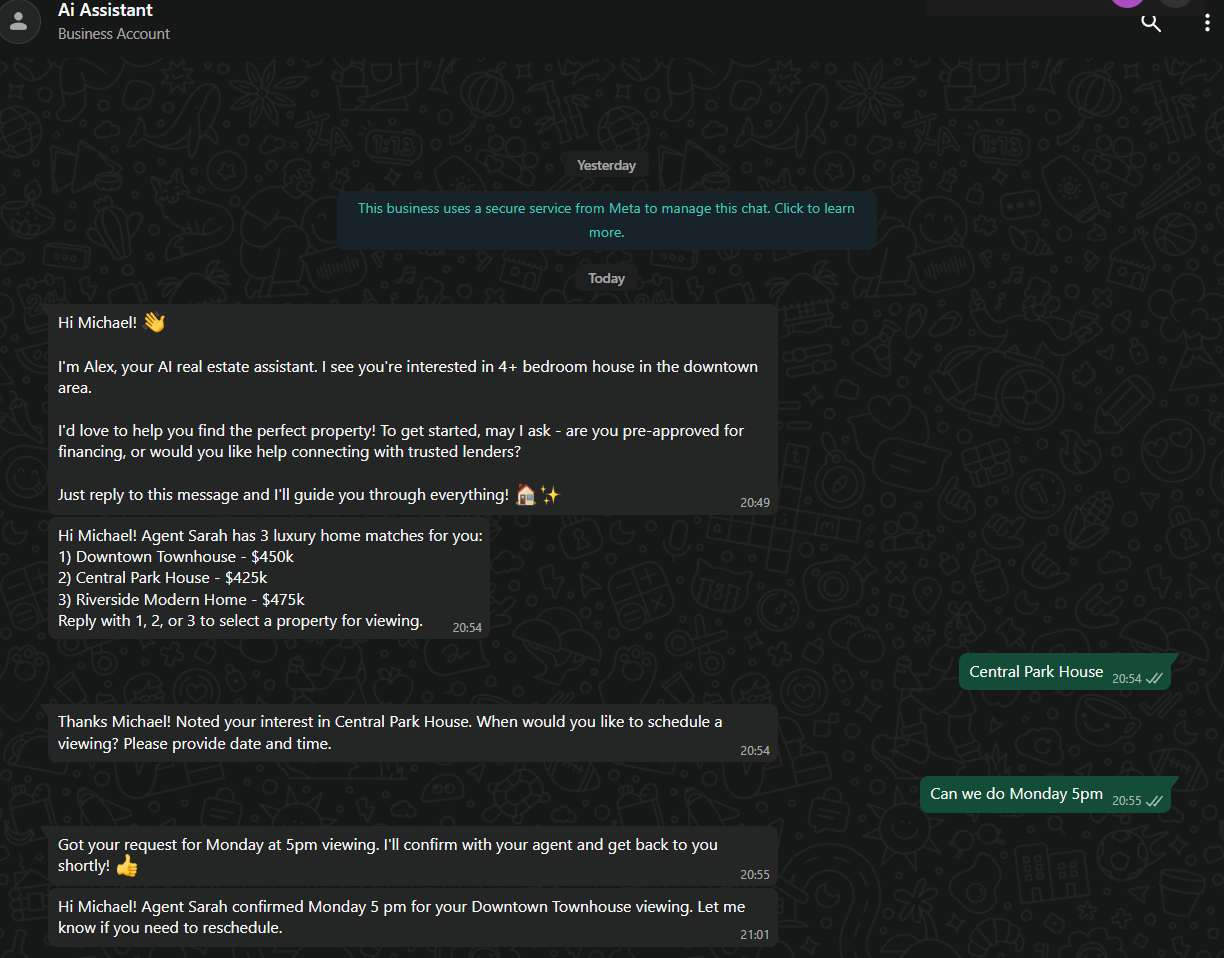 Ai Assistant
Business Account
Yesterday
This business uses a secure service from Meta to manage this chat. Click to learn
more.
Today
Hi Michael! 👋
I'm Alex, your AI real estate assistant. I see you're interested in 4+ bedroom house in the downtown
area.
I'd love to help you find the perfect property! To get started, may I ask - are you pre-approved for
financing, or would you like help connecting with trusted lenders?
Just reply to this message and I'll guide you through everything! 🏠✨
20:49
Hi Michael! Agent Sarah has 3 luxury home matches for you:
1) Downtown Townhouse - $450k
2) Central Park House - $425k
3) Riverside Modern Home - $475k
Reply with 1, 2, or 3 to select a property for viewing.
20:54
Central Park House
20:54
Thanks Michael! Noted your interest in Central Park House. When would you like to schedule a
viewing? Please provide date and time.
20:54
Can we do Monday 5pm
20:55
Got your request for Monday at 5pm viewing. I'll confirm with your agent and get back to you
shortly! 👍
20:55
Hi Michael! Agent Sarah confirmed Monday 5 pm for your Downtown Townhouse viewing. Let me
know if you need to reschedule.
21:01